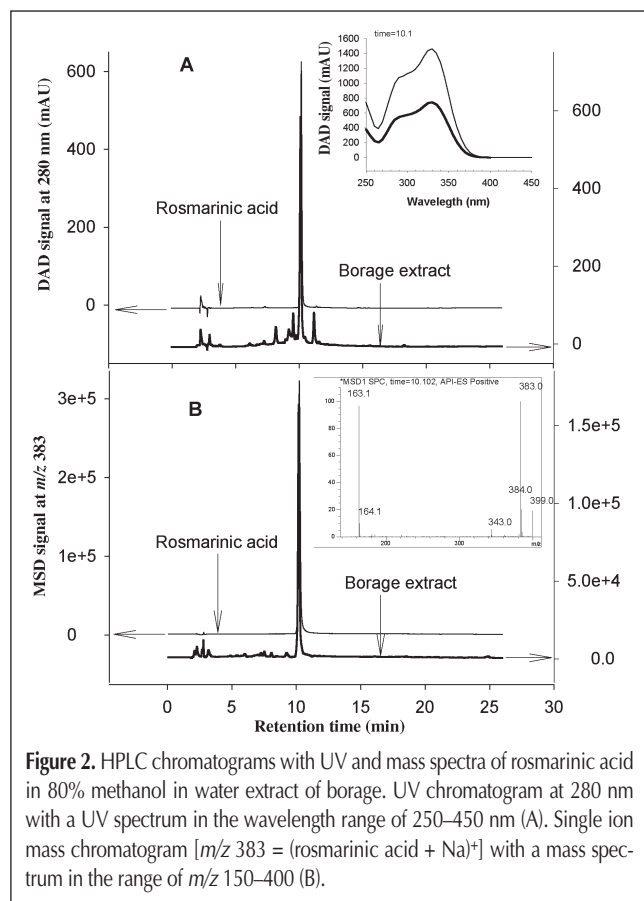 A
time=10.1
DAD signal at 280 nm (mAU)
600
400
200
0
DAD signal (mAU)
1600
1400
1200
1000
800
600
400
200
0
250
300
350
400
450
Wavelegth (nm)
600
400
200
0
Rosmarinic acid
Borage extract
B
*MSD1 SPC, time=10.102, API-ES Positive
163.1
383.0
384.0
399.0
164.1
343.0
100
80
60
40
20
0
200
300
m/z
MSD signal at m/z 383
3e+5
2e+5
1e+5
0
1.5e+5
1.0e+5
5.0e+4
0.0
Rosmarinic acid
Borage extract
0
5
10
15
20
25
30
Retention time (min)
Figure 2. HPLC chromatograms with UV and mass spectra of rosmarinic acid
in 80% methanol in water extract of borage. UV chromatogram at 280 nm
with a UV spectrum in the wavelength range of 250–450 nm (A). Single ion
mass chromatogram [m/z 383 = (rosmarinic acid + Na)+] with a mass spec-
trum in the range of m/z 150–400 (B).